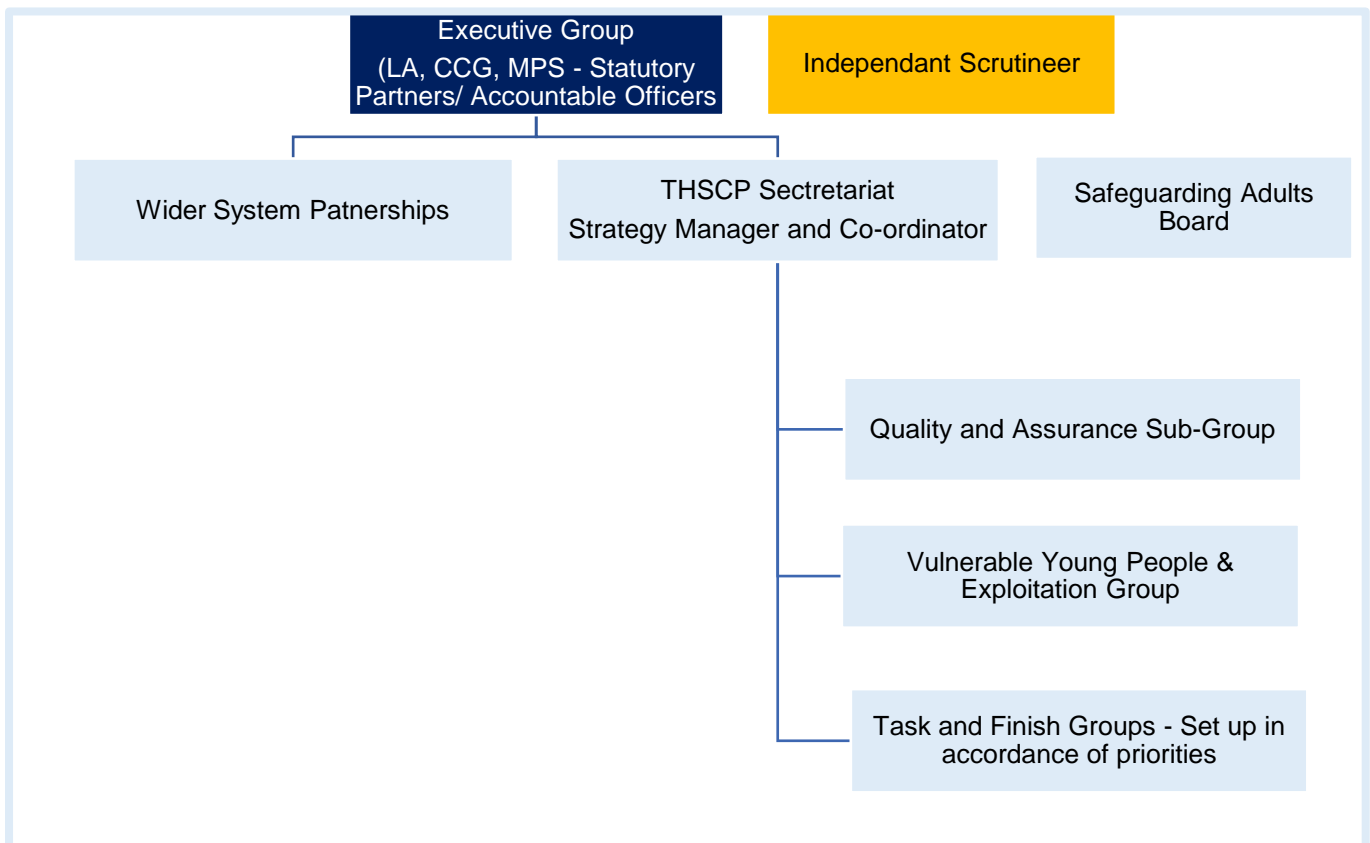 Executive Group
(LA, CCG, MPS - Statutory
Partners/ Accountable Officers
Independant Scrutineer
Wider System Patnerships
THSCP Sectretariat
Strategy Manager and Co-ordinator
Safeguarding Adults
Board
Quality and Assurance Sub-Group
Vulnerable Young People &
Exploitation Group
Task and Finish Groups - Set up in
accordance of priorities